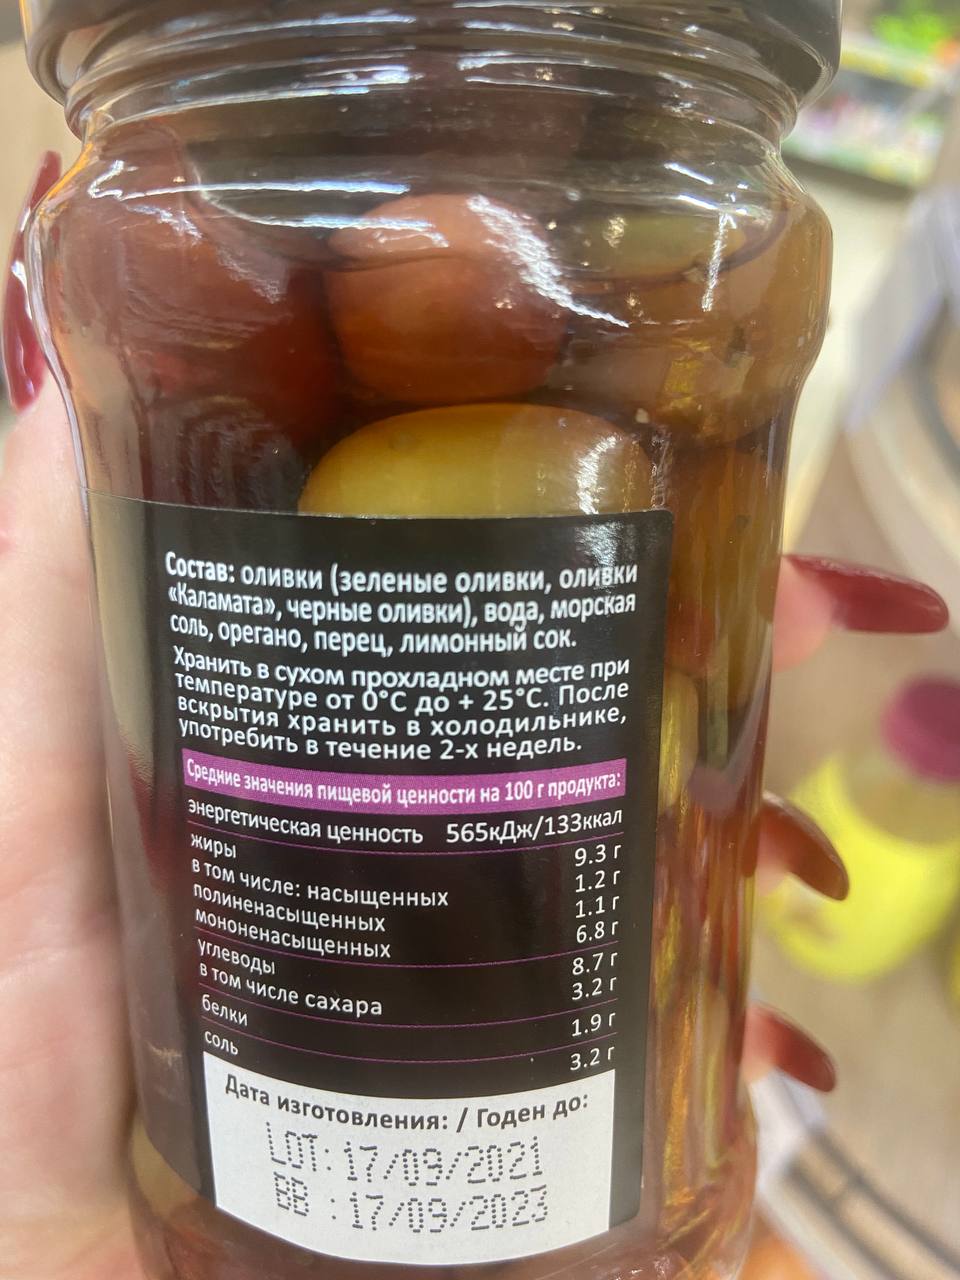 Состав: оливки (зеленые оливки, оливки
«Каламата», черные оливки), вода, морская
соль, орегано, перец, лимонный сок.
Хранить в сухом прохладном месте при
температуре от 0°С до + 25°С. После
вскрытия хранить в холодильнике,
употребить в течение 2-х недель.
Средние значения пищевой ценности на 100 г продукта:
энергетическая ценность 565кДж/133ккал
жиры 9.3 г
в том числе: насыщенных 1.2 г
полиненасыщенных 1.1 г
мононенасыщенных 6.8 г
углеводы 8.7 г
в том числе сахара 3.2 г
белки 1.9 г
соль 3.2 г
Дата изготовления: / Годен до:
LOT: 17/09/2021
BB : 17/09/2023